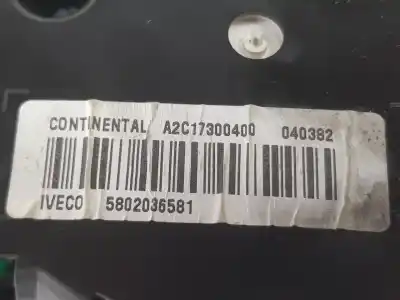 CONTINENTAL A2C17300400 040382
IVECO 5802036581